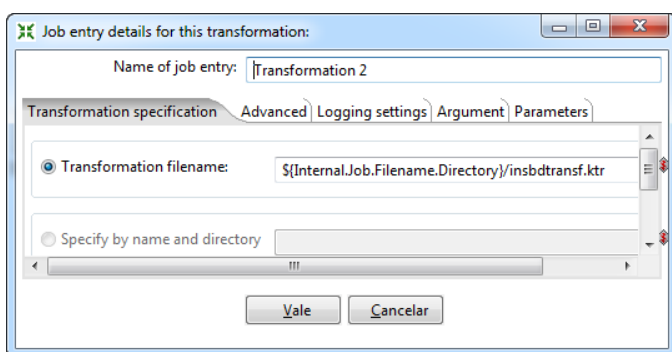 Job entry details for this transformation:
Name of job entry: Transformation 2
Transformation specification Advanced Logging settings Argument Parameters
Transformation filename: ${Internal.Job.Filename.Directory}/insbdtransf.ktr
Specify by name and directory
Vale Cancelar